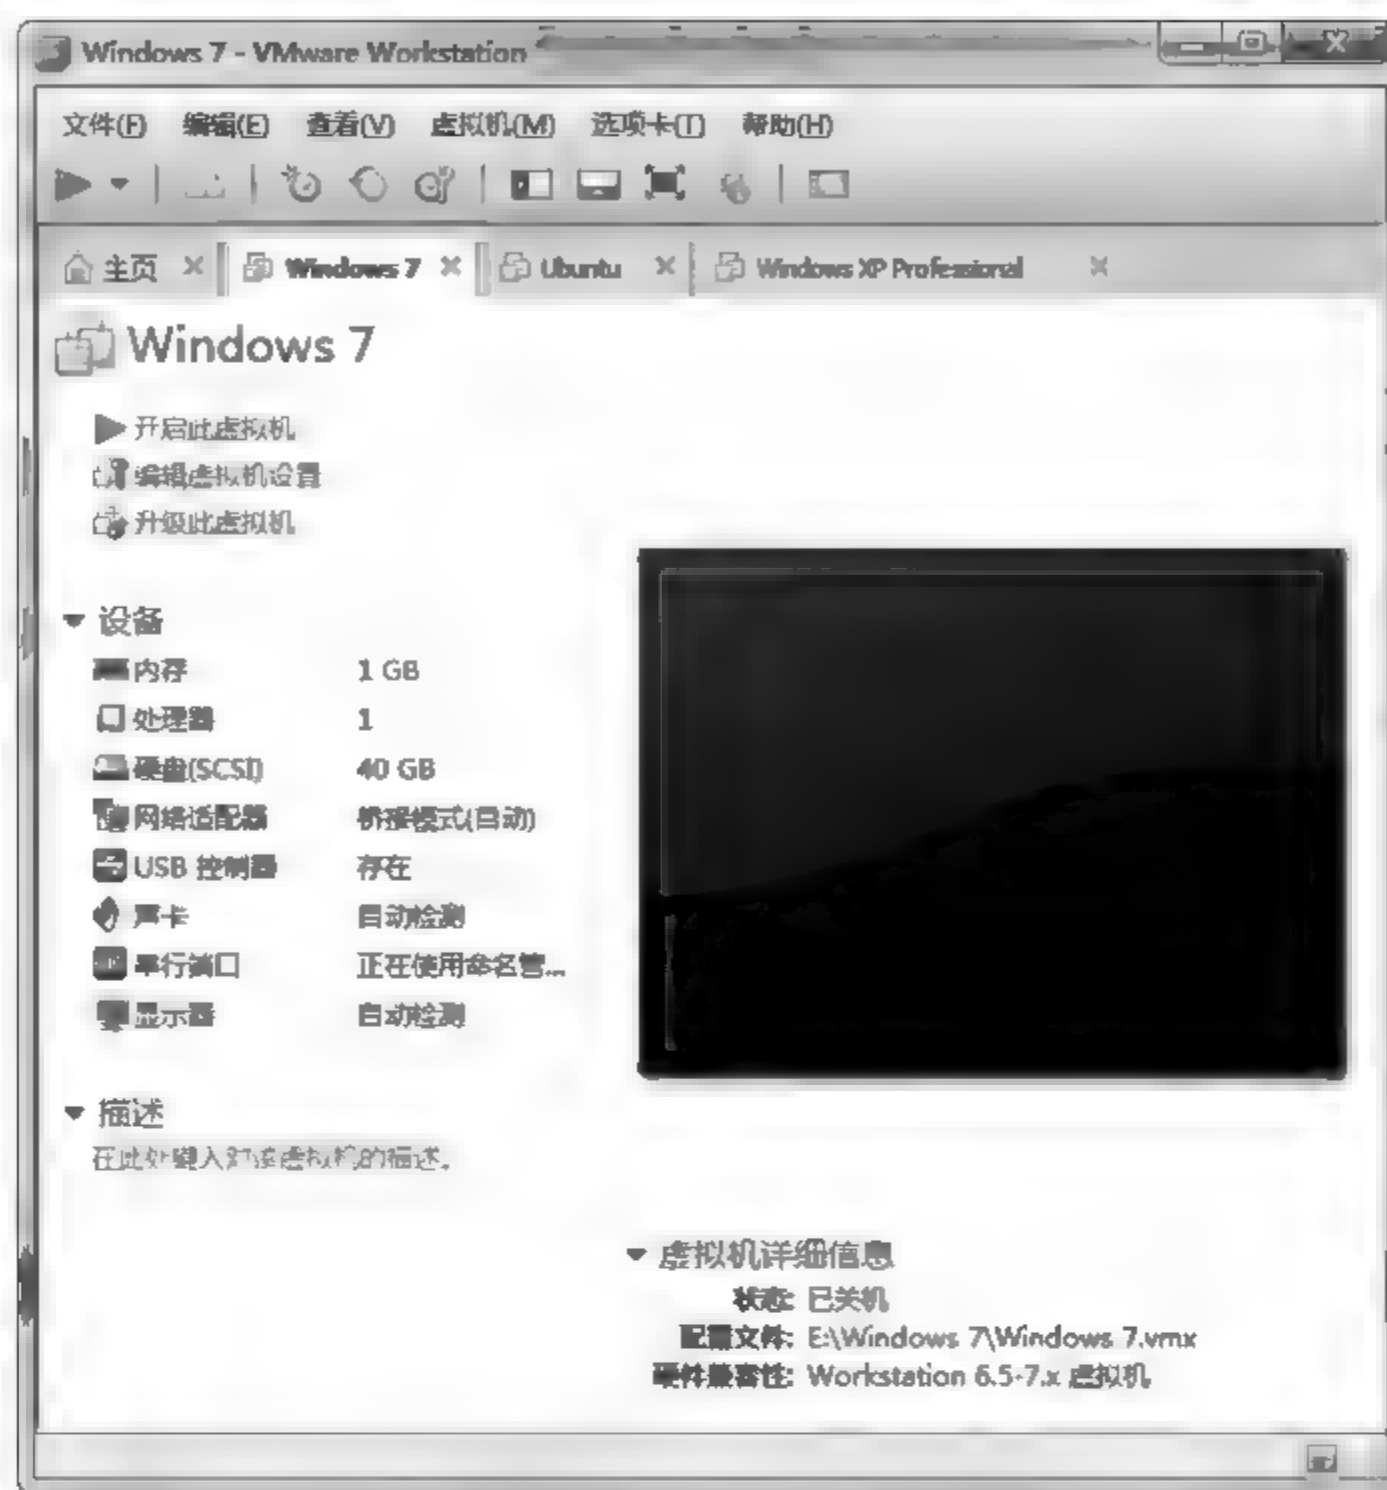 Windows 7 - VMware Workstation
文件(F) 编辑(E) 查看(V) 虚拟机(M) 选项卡(T) 帮助(H)
主页 Windows 7 Ubuntu Windows XP Professional
Windows 7
开启此虚拟机
编辑虚拟机设置
升级此虚拟机
设备
内存 1 GB
处理器 1
硬盘(SCSI) 40 GB
网络适配器 桥接模式(自动)
USB 控制器 存在
声卡 自动检测
串行端口 正在使用命名管...
显示器 自动检测
描述
在此处键入对该虚拟机的描述。
虚拟机详细信息
状态: 已关机
配置文件: E:\Windows 7\Windows 7.vmx
硬件兼容性: Workstation 6.5-7.x 虚拟机